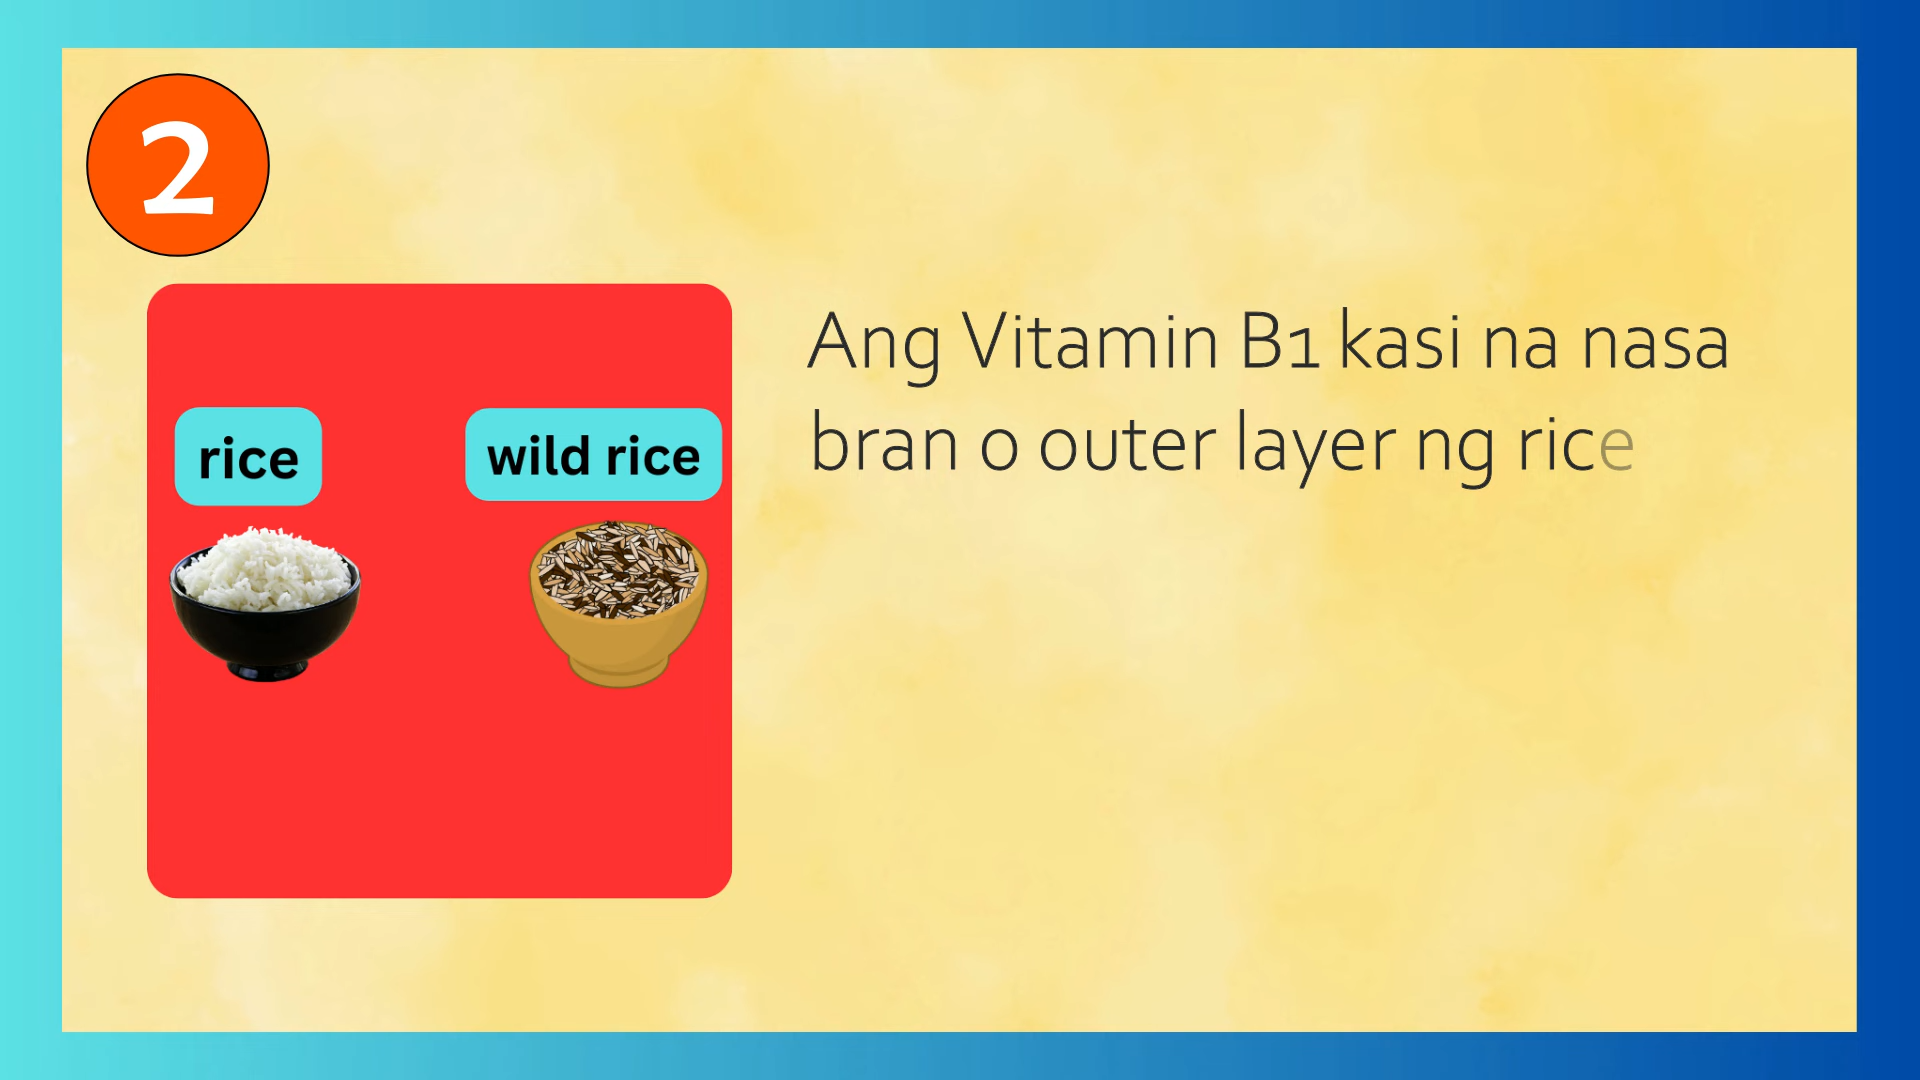 2
rice
wild rice
Ang Vitamin B1 kasi na nasa
bran o outer layer ng rice